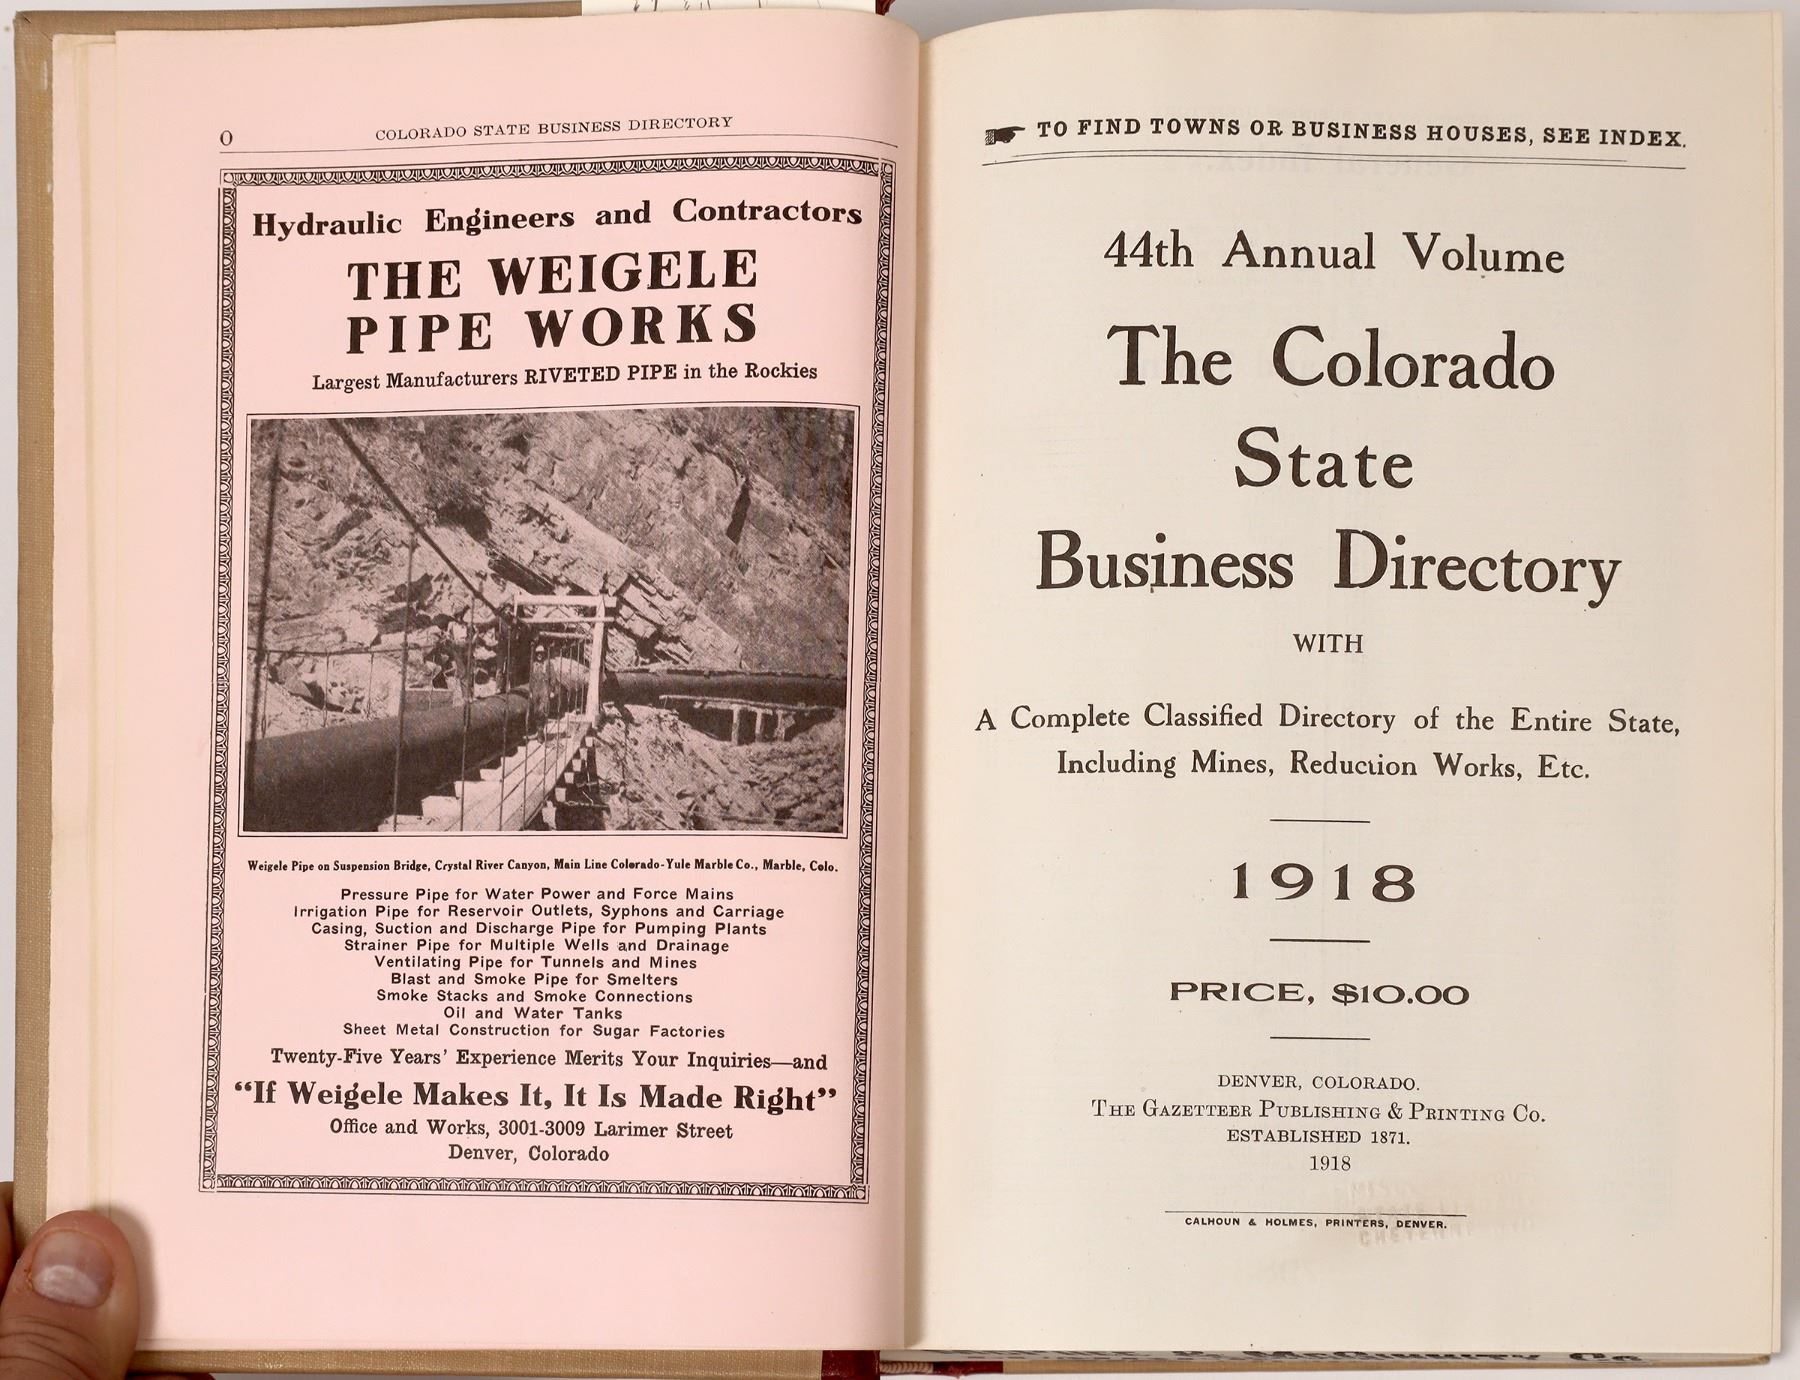 O
COLORADO STATE BUSINESS DIRECTORY
Hydraulic Engineers and Contractors
THE WEIGELE
PIPE WORKS
Largest Manufacturers RIVETED PIPE in the Rockies
Weigele Pipe on Suspension Bridge, Crystal River Canyon, Main Line Colorado-Yule Marble Co., Marble, Colo.
Pressure Pipe for Water Power and Force Mains
Irrigation Pipe for Reservoir Outlets, Syphons and Carriage
Casing, Suction and Discharge Pipe for Pumping Plants
Strainer Pipe for Multiple Wells and Drainage
Ventilating Pipe for Tunnels and Mines
Blast and Smoke Pipe for Smelters
Smoke Stacks and Smoke Connections
Oil and Water Tanks
Sheet Metal Construction for Sugar Factories
Twenty-Five Years' Experience Merits Your Inquiries—and
“If Weigele Makes It, It Is Made Right”
Office and Works, 3001-3009 Larimer Street
Denver, Colorado
TO FIND TOWNS OR BUSINESS HOUSES, SEE INDEX.
44th Annual Volume
The Colorado
State
Business Directory
WITH
A Complete Classified Directory of the Entire State,
Including Mines, Reduction Works, Etc.
1918
PRICE, $10.00
DENVER, COLORADO.
THE GAZETTEER PUBLISHING & PRINTING CO.
ESTABLISHED 1871.
1918
CALHOUN & HOLMES, PRINTERS, DENVER.